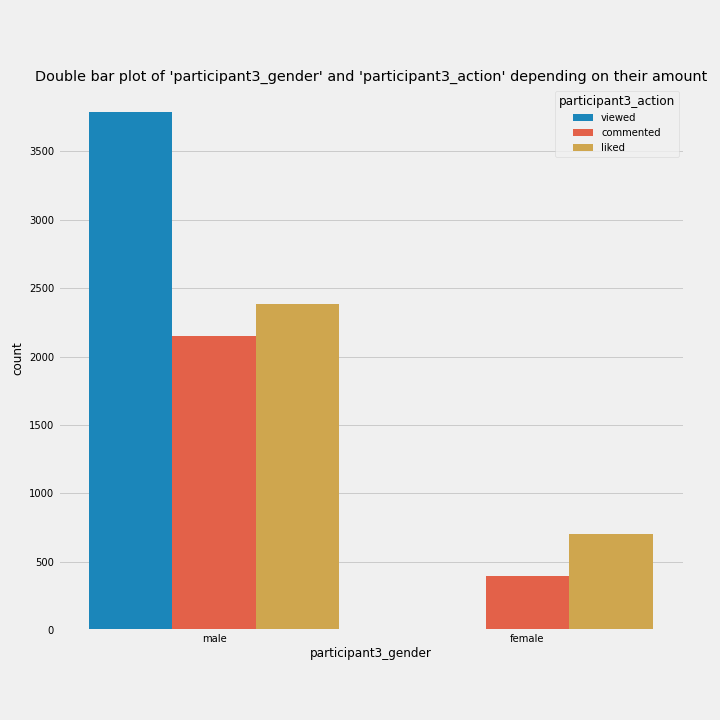 Double bar plot of 'participant3_gender' and 'participant3_action' depending on their amount
participant3_action
viewed
commented
liked
3500
3000
2500
2000
1500
1000
500
0
count
male
female
participant3_gender